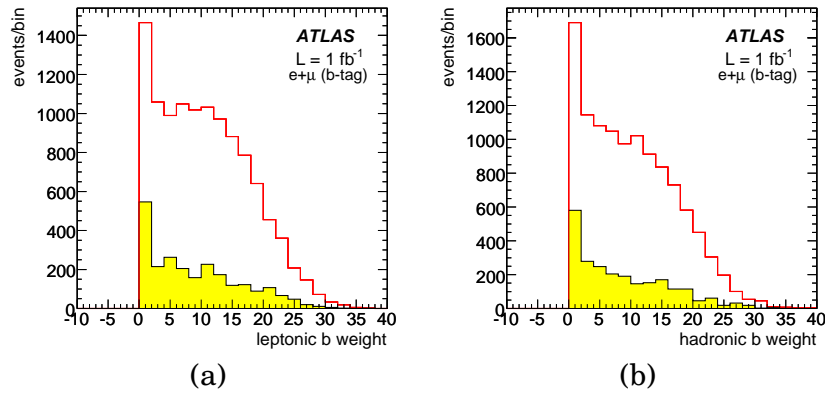 events/bin
1400
1200
1000
800
600
400
200
0
-10 -5 0 5 10 15 20 25 30 35 40
leptonic b weight
ATLAS
L = 1 fb⁻¹
e+μ (b-tag)
(a)
events/bin
1600
1400
1200
1000
800
600
400
200
0
-10 -5 0 5 10 15 20 25 30 35 40
hadronic b weight
ATLAS
L = 1 fb⁻¹
e+μ (b-tag)
(b)